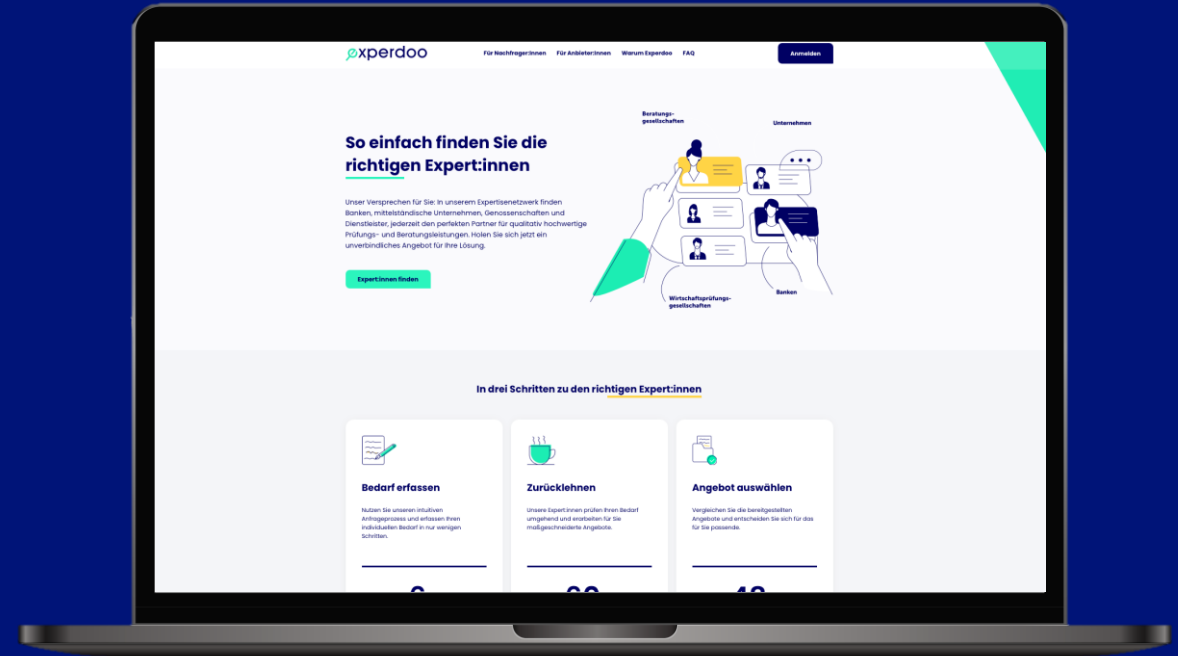 experdoo
Für Nachfrager:innen Für Anbieter:innen Warum Experdoo FAQ
Anmelden
So einfach finden Sie die
richtigen Expert:innen
Unser Versprechen für Sie: In unserem Expertisenetzwerk finden
Banken, mittelständische Unternehmen, Genossenschaften und
Dienstleister, jederzeit den perfekten Partner für qualitativ hochwertige
Prüfungs- und Beratungsleistungen. Holen Sie sich jetzt ein
unverbindliches Angebot für Ihre Lösung.
Expert:innen finden
Beratungs-
gesellschaften
Unternehmen
Wirtschaftsprüfungs-
gesellschaften
Banken
In drei Schritten zu den richtigen Expert:innen
Bedarf erfassen
Nutzen Sie unseren intuitiven
Anfrageprozess und erfassen Ihren
individuellen Bedarf in nur wenigen
Schritten.
Zurücklehnen
Unsere Expert:innen prüfen Ihren Bedarf
umgehend und erarbeiten für Sie
maßgeschneiderte Angebote.
Angebot auswählen
Vergleichen Sie die bereitgestellten
Angebote und entscheiden Sie sich für das
für Sie passende.